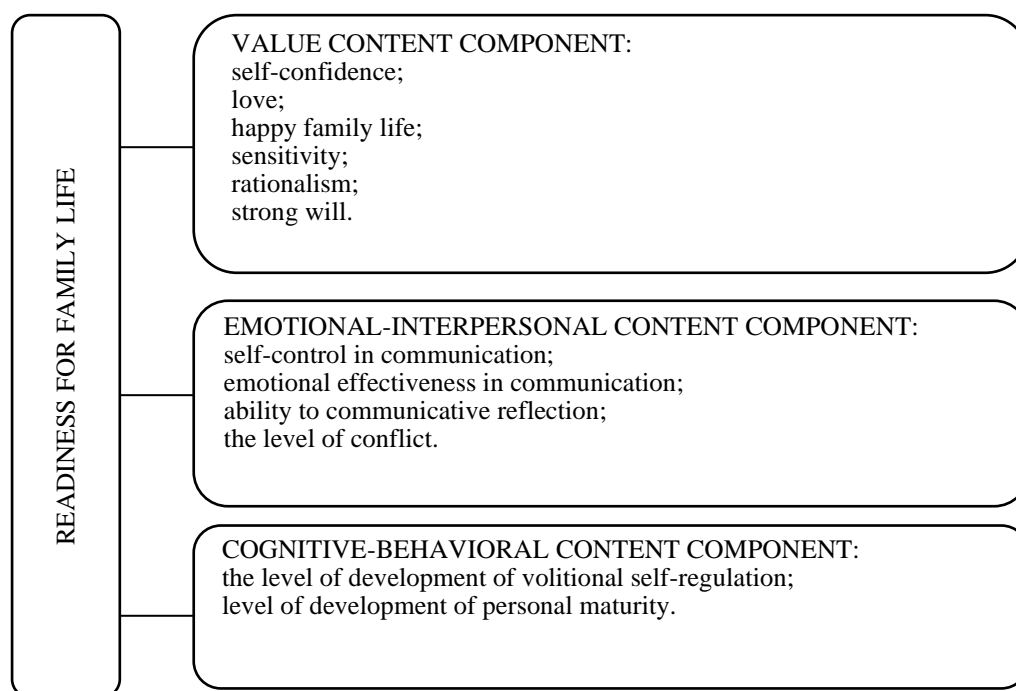 READINESS FOR FAMILY LIFE
VALUE CONTENT COMPONENT:
self-confidence;
love;
happy family life;
sensitivity;
rationalism;
strong will.
EMOTIONAL-INTERPERSONAL CONTENT COMPONENT:
self-control in communication;
emotional effectiveness in communication;
ability to communicative reflection;
the level of conflict.
COGNITIVE-BEHAVIORAL CONTENT COMPONENT:
the level of development of volitional self-regulation;
level of development of personal maturity.